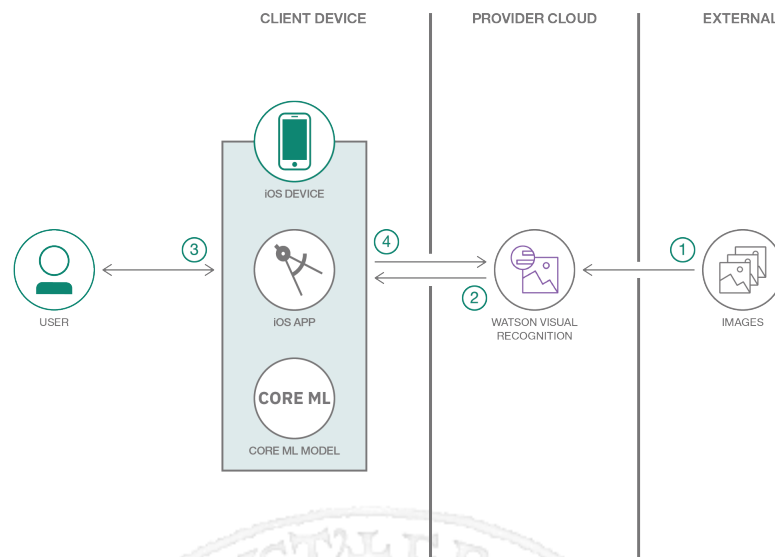 CLIENT DEVICE
PROVIDER CLOUD
EXTERNAL
iOS DEVICE
3
4
1
2
USER
iOS APP
WATSON VISUAL
RECOGNITION
IMAGES
CORE ML
CORE ML MODEL